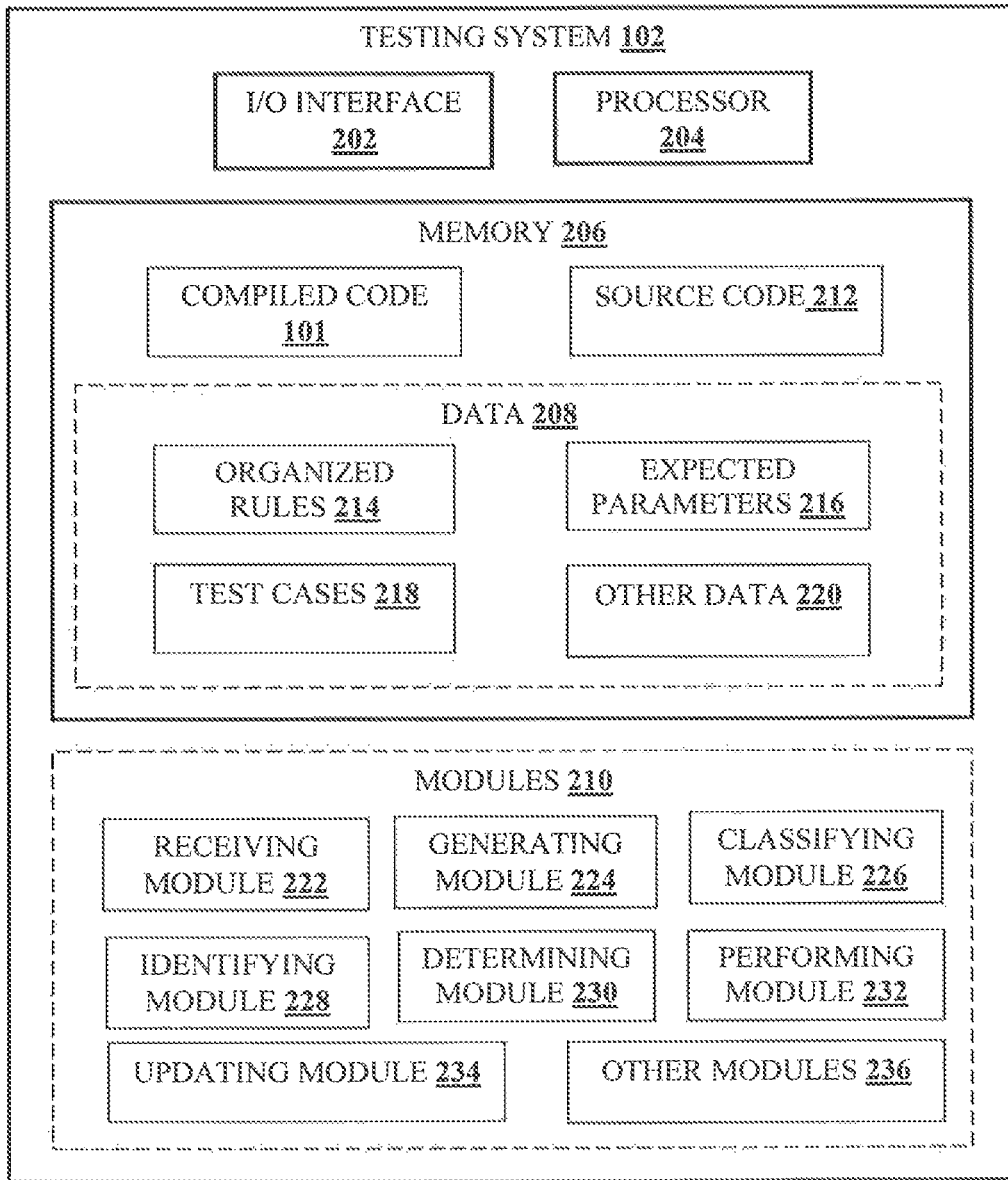 TESTING SYSTEM 102
I/O INTERFACE
202
PROCESSOR
204
MEMORY 206
COMPILED CODE
101
SOURCE CODE 212
DATA 208
ORGANIZED
RULES 214
EXPECTED
PARAMETERS 216
TEST CASES 218
OTHER DATA 220
MODULES 210
RECEIVING
MODULE 222
GENERATING
MODULE 224
CLASSIFYING
MODULE 226
IDENTIFYING
MODULE 228
DETERMINING
MODULE 230
PERFORMING
MODULE 232
UPDATING MODULE 234
OTHER MODULES 236